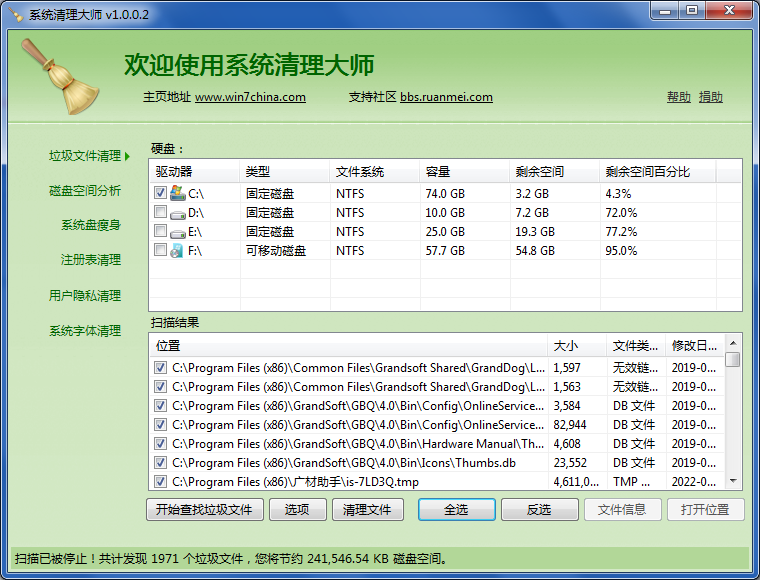 系统清理大师 v1.0.0.2
欢迎使用系统清理大师
主页地址 www.win7china.com 支持社区 bbs.ruanmei.com 帮助 捐助
垃圾文件清理
磁盘空间分析
系统盘瘦身
注册表清理
用户隐私清理
系统字体清理
硬盘：
驱动器 类型 文件系统 容量 剩余空间 剩余空间百分比
C:\ 固定磁盘 NTFS 74.0 GB 3.2 GB 4.3%
D:\ 固定磁盘 NTFS 10.0 GB 7.2 GB 72.0%
E:\ 固定磁盘 NTFS 25.0 GB 19.3 GB 77.2%
F:\ 可移动磁盘 NTFS 57.7 GB 54.8 GB 95.0%
扫描结果
位置 大小 文件类... 修改日...
C:\Program Files (x86)\Common Files\Grandsoft Shared\GrandDog\L... 1,597 无效链... 2019-0...
C:\Program Files (x86)\Common Files\Grandsoft Shared\GrandDog\L... 1,563 无效链... 2019-0...
C:\Program Files (x86)\GrandSoft\GBQ\4.0\Bin\Config\OnlineService... 3,584 DB 文件 2019-0...
C:\Program Files (x86)\GrandSoft\GBQ\4.0\Bin\Config\OnlineService... 82,944 DB 文件 2019-0...
C:\Program Files (x86)\GrandSoft\GBQ\4.0\Bin\Hardware Manual\Th... 4,608 DB 文件 2019-0...
C:\Program Files (x86)\GrandSoft\GBQ\4.0\Bin\Icons\Thumbs.db 23,552 DB 文件 2019-0...
C:\Program Files (x86)\广材助手\is-7LD3Q.tmp 4,611,0... TMP ... 2022-0...
开始查找垃圾文件 选项 清理文件 全选 反选 文件信息 打开位置
扫描已被停止！共计发现 1971 个垃圾文件，您将节约 241,546.54 KB 磁盘空间。